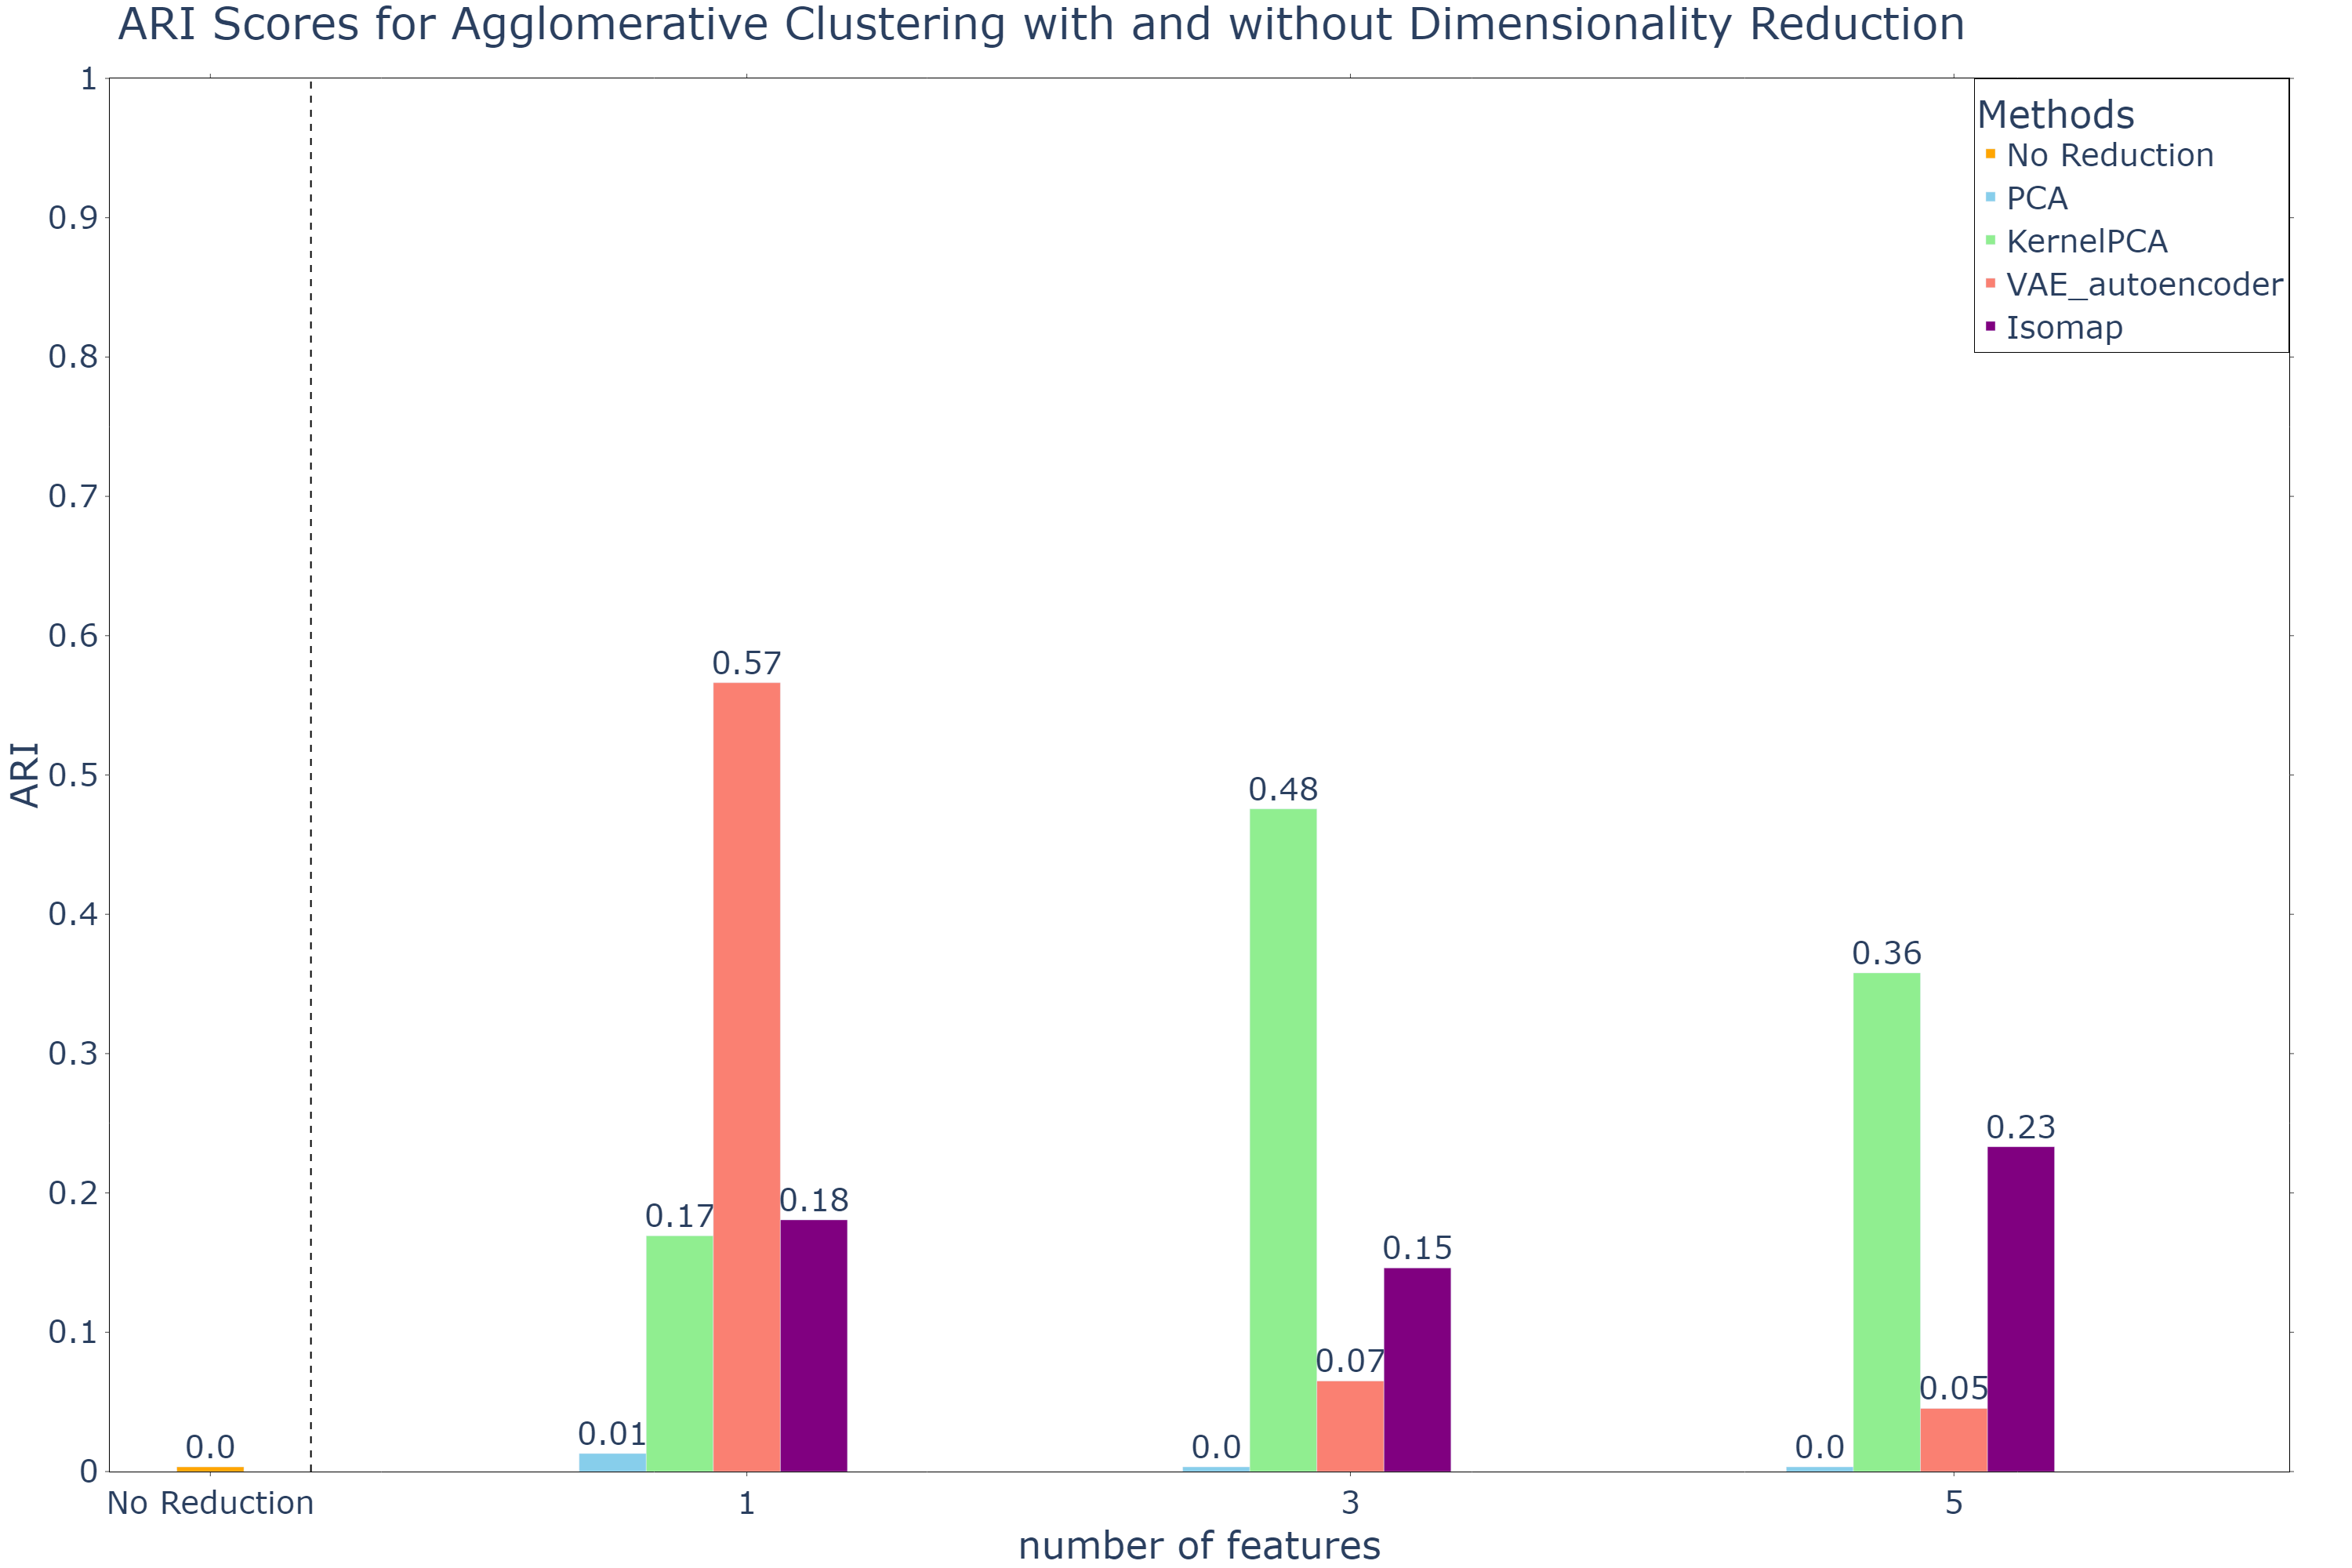 ARI Scores for Agglomerative Clustering with and without Dimensionality Reduction
Methods
No Reduction
PCA
KernelPCA
VAE_autoencoder
Isomap
ARI
1
0.9
0.8
0.7
0.6
0.5
0.4
0.3
0.2
0.1
0
0.0
0.01
0.17
0.57
0.18
0.0
0.48
0.07
0.15
0.0
0.36
0.05
0.23
No Reduction 1 3 5
number of features